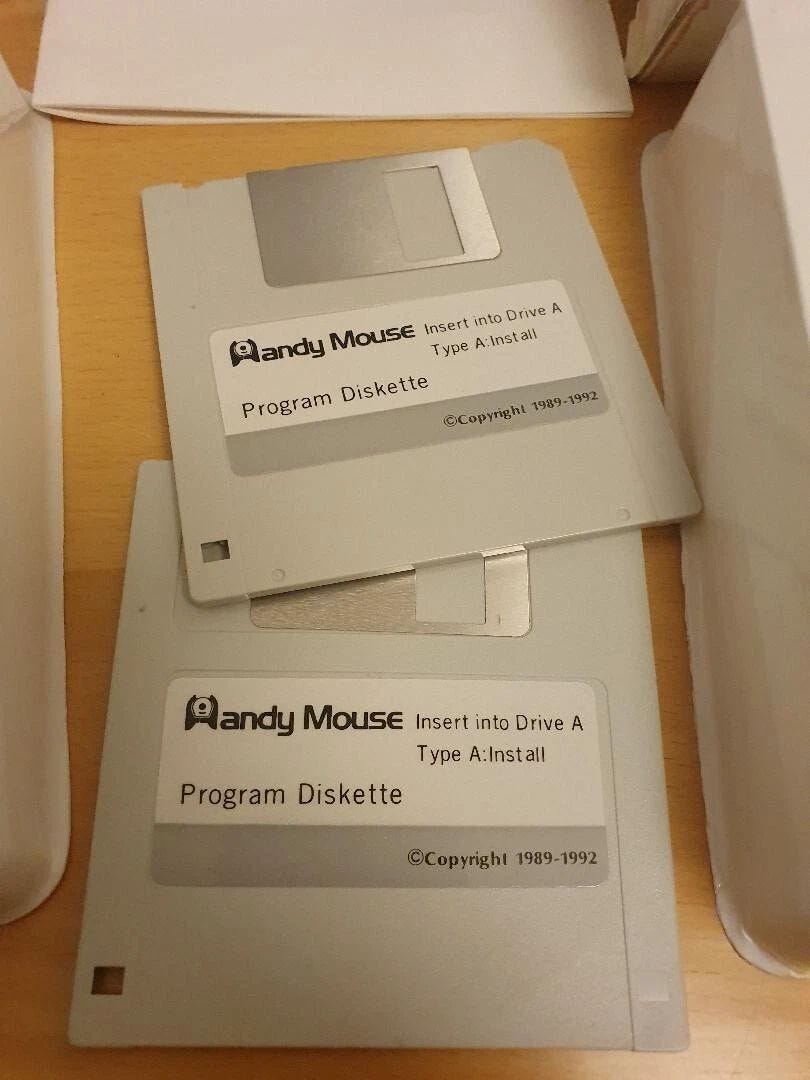 Handy Mouse Insert into Drive A
Type A:Install
Program Diskette
©Copyright 1989-1992
Handy Mouse Insert into Drive A
Type A:Install
Program Diskette
©Copyright 1989-1992